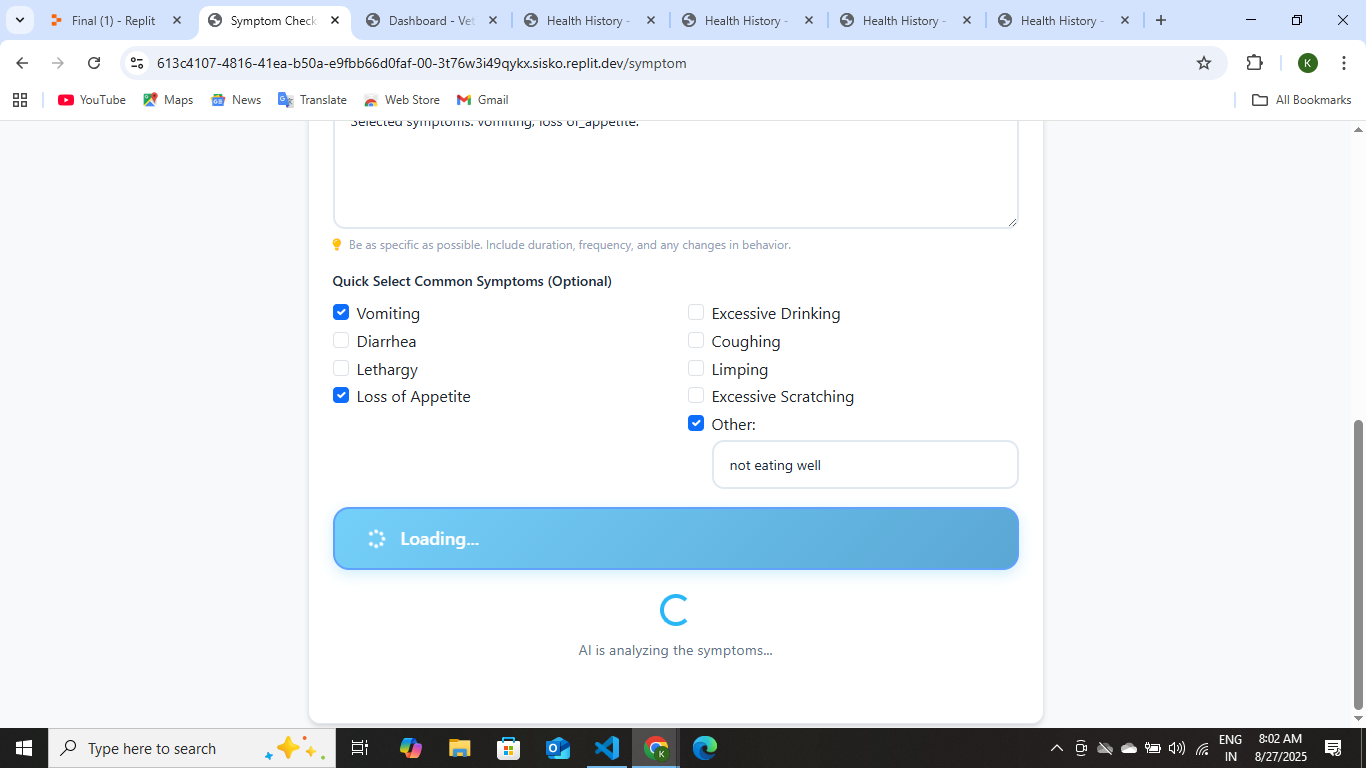 Final (1) - Replit
Symptom Check
Dashboard - Vet
Health History -
Health History -
Health History -
Health History -
613c4107-4816-41ea-b50a-e9fbb66d0faf-00-3t76w3i49qykx.sisko.replit.dev/symptom
K
YouTube
Maps
News
Translate
Web Store
Gmail
All Bookmarks
Selected symptoms: vomiting, loss of_appetite.
Be as specific as possible. Include duration, frequency, and any changes in behavior.
Quick Select Common Symptoms (Optional)
Vomiting
Excessive Drinking
Diarrhea
Coughing
Lethargy
Limping
Loss of Appetite
Excessive Scratching
Other:
not eating well
Loading...
AI is analyzing the symptoms...
Type here to search
ENG
IN
8:02 AM
8/27/2025